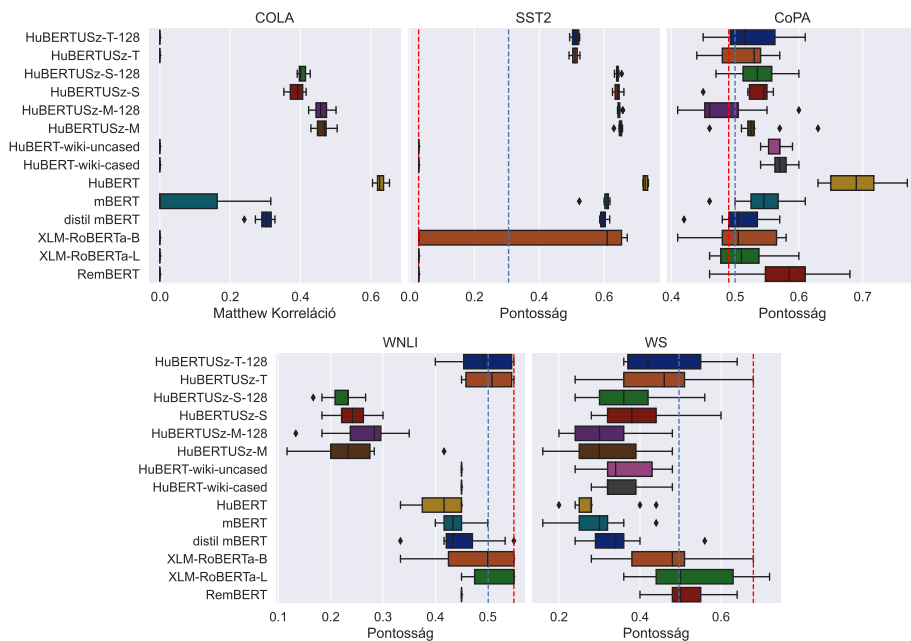 COLA SST2 CoPA
HuBERTUSz-T-128
HuBERTUSz-T
HuBERTUSz-S-128
HuBERTUSz-S
HuBERTUSz-M-128
HuBERTUSz-M
HuBERT-wiki-uncased
HuBERT-wiki-cased
HuBERT
mBERT
distil mBERT
XLM-RoBERTa-B
XLM-RoBERTa-L
RemBERT
0.0 0.2 0.4 0.6 0.0 0.2 0.4 0.6 0.4 0.5 0.6 0.7
Matthew Korreláció Pontosság Pontosság
WNLI WS
HuBERTUSz-T-128
HuBERTUSz-T
HuBERTUSz-S-128
HuBERTUSz-S
HuBERTUSz-M-128
HuBERTUSz-M
HuBERT-wiki-uncased
HuBERT-wiki-cased
HuBERT
mBERT
distil mBERT
XLM-RoBERTa-B
XLM-RoBERTa-L
RemBERT
0.1 0.2 0.3 0.4 0.5 0.2 0.4 0.6
Pontosság Pontosság